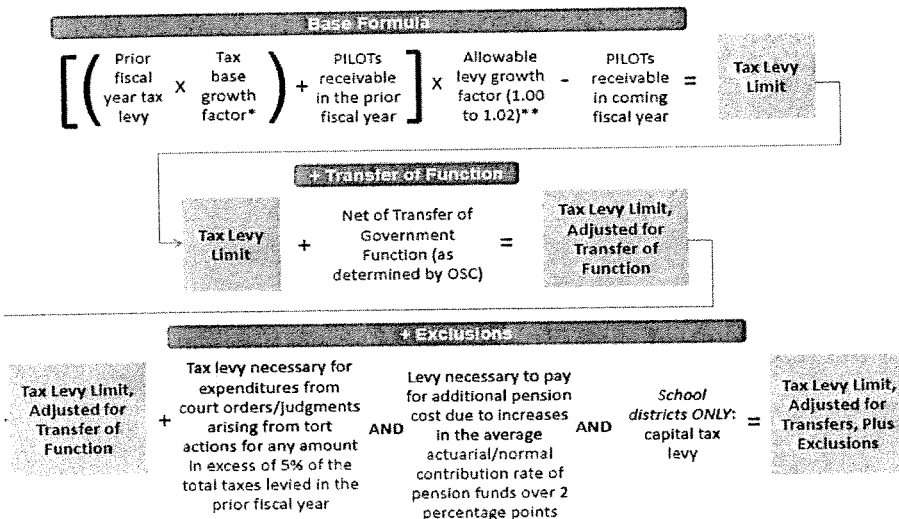 Base Formula
[ ( Prior fiscal year tax levy x Tax base growth factor* ) + PILOTs receivable in the prior fiscal year ] x Allowable levy growth factor (1.00 to 1.02)** - PILOTs receivable in coming fiscal year = Tax Levy Limit
+ Transfer of Function
Tax Levy Limit + Net of Transfer of Government Function (as determined by OSC) = Tax Levy Limit, Adjusted for Transfer of Function
+ Exclusions
Tax Levy Limit, Adjusted for Transfer of Function + Tax levy necessary for expenditures from court orders/judgments arising from tort actions for any amount in excess of 5% of the total taxes levied in the prior fiscal year AND Levy necessary to pay for additional pension cost due to increases in the average actuarial/normal contribution rate of pension funds over 2 percentage points AND School districts ONLY: capital tax levy = Tax Levy Limit, Adjusted for Transfers, Plus Exclusions